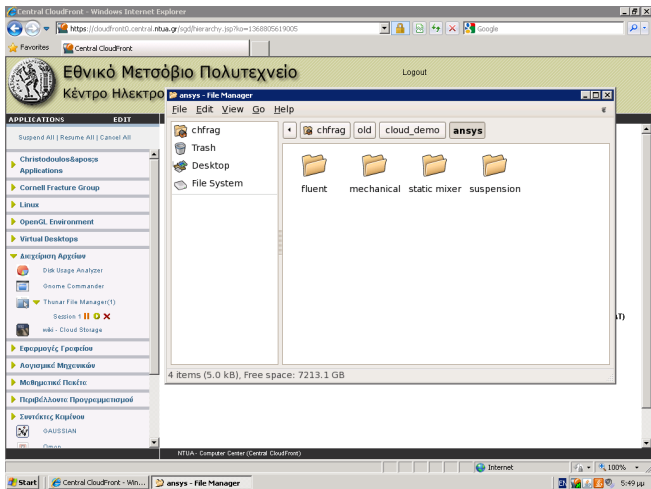 Central CloudFront - Windows Internet Explorer
https://cloudfront0.central.ntua.gr/sgd/hierarchy.jsp?ko=1368805619005
Google
Favorites
Central CloudFront
Εθνικό Μετσόβιο Πολυτεχνείο
Logout
Κέντρο Ηλεκτρο
APPLICATIONS EDIT
Suspend All | Resume All | Cancel All
Christodoulos&apos;s
Applications
Cornell Fracture Group
Linux
OpenGL Environment
Virtual Desktops
Διαχείριση Αρχείων
Disk Usage Analyzer
Gnome Commander
Thunar File Manager(1)
Session 1
wiki - Cloud Storage
Εφαρμογές Γραφείου
Λογισμικό Μηχανικών
Μαθηματικά Πακέτα
Περιβάλλοντα Προγραμματισμού
Συντάκτες Κειμένου
GAUSSIAN
ansys - File Manager
File Edit View Go Help
chfrag
Trash
Desktop
File System
chfrag old cloud_demo ansys
fluent mechanical static mixer suspension
4 items (5.0 kB), Free space: 7213.1 GB
NTUA - Computer Center (Central CloudFront)
Internet
100%
Start
Central CloudFront - Win...
ansys - File Manager
EN
5:49 μμ